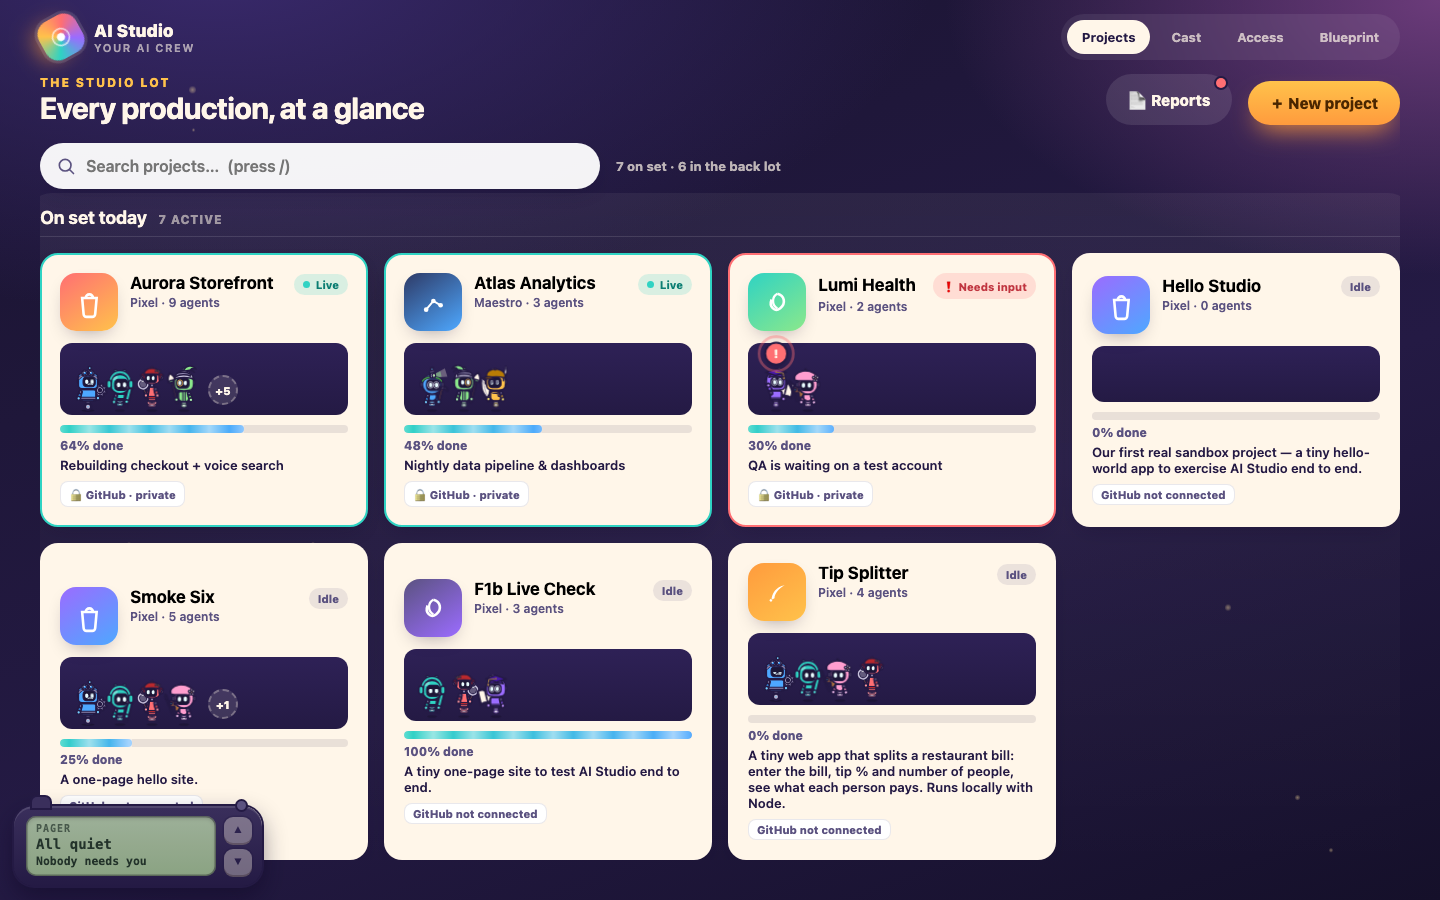 AI Studio
YOUR AI CREW
Projects
Cast
Access
Blueprint
THE STUDIO LOT
Every production, at a glance
Reports
+ New project
Search projects... (press /)
7 on set · 6 in the back lot
On set today 7 ACTIVE
Aurora Storefront
Live
Pixel · 9 agents
+5
64% done
Rebuilding checkout + voice search
GitHub · private
Atlas Analytics
Live
Maestro · 3 agents
48% done
Nightly data pipeline & dashboards
GitHub · private
Lumi Health
! Needs input
Pixel · 2 agents
!
30% done
QA is waiting on a test account
GitHub · private
Hello Studio
Idle
Pixel · 0 agents
0% done
Our first real sandbox project — a tiny hello-
world app to exercise AI Studio end to end.
GitHub not connected
Smoke Six
Idle
Pixel · 5 agents
+1
25% done
A one-page hello site.
F1b Live Check
Idle
Pixel · 3 agents
100% done
A tiny one-page site to test AI Studio end to
end.
GitHub not connected
Tip Splitter
Idle
Pixel · 4 agents
0% done
A tiny web app that splits a restaurant bill:
enter the bill, tip % and number of people,
see what each person pays. Runs locally with
Node.
GitHub not connected
PAGER
All quiet
Nobody needs you